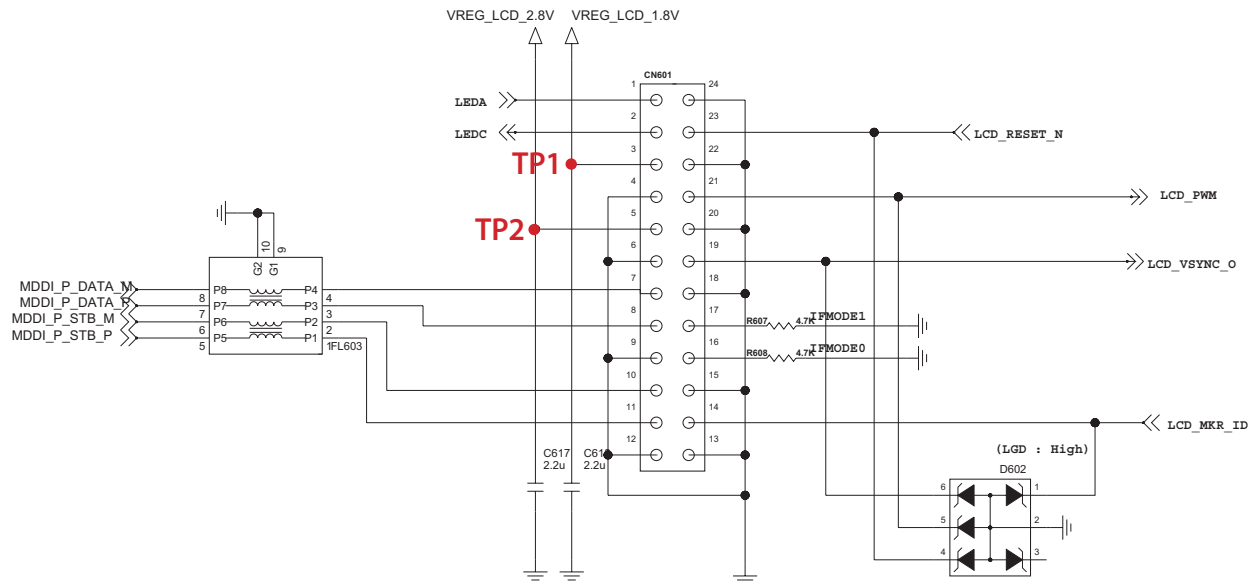 VREG_LCD_2.8V VREG_LCD_1.8V
CN601
1 24
LEDA
2 23
LEDC LCD_RESET_N
3 22
TP1
4 21
LCD_PWM
5 20
TP2
6 19
LCD_VSYNC_O
10 9
G2 G1
7 18
MDDI_P_DATA_M P8 P4
8 4
MDDI_P_DATA_P P7 P3
7 3
MDDI_P_STB_M P6 P2
6 2
MDDI_P_STB_P P5 P1
5 1FL603
8 17
R607 4.7K IFMODE1
9 16
R608 4.7K IFMODE0
10 15
11 14
LCD_MKR_ID
12 13
C617 C61
2.2u 2.2u
(LGD : High)
D602
6 1
5 2
4 3